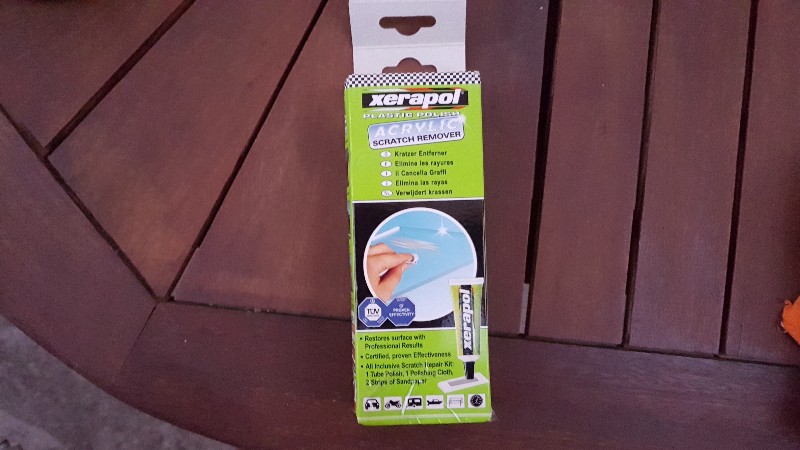 xerapol
PLASTIC POLISH
ACRYLIC
SCRATCH REMOVER
Kratzer Entferner
Elimine les rayures
Il Cancella Graffi
Elimina las rayas
Verwijdert krassen
TÜV
PROVEN
EFFECTIVITY
xerapol
• Restores surface with
Professional Results
• Certified, proven Effectiveness
• All Inclusive Scratch Repair Kit:
1 Tube Polish, 1 Polishing Cloth,
2 Strips of Sandpaper